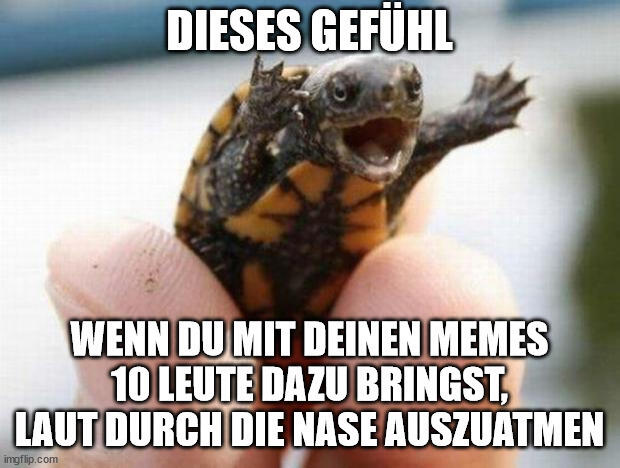 DIESES GEFÜHL
WENN DU MIT DEINEN MEMES
10 LEUTE DAZU BRINGST,
LAUT DURCH DIE NASE AUSZUATMEN
imgflip.com